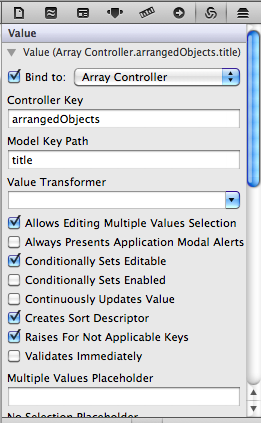 Value
Value (Array Controller.arrangedObjects.title)
Bind to: Array Controller
Controller Key
arrangedObjects
Model Key Path
title
Value Transformer
Allows Editing Multiple Values Selection
Always Presents Application Modal Alerts
Conditionally Sets Editable
Conditionally Sets Enabled
Continuously Updates Value
Creates Sort Descriptor
Raises For Not Applicable Keys
Validates Immediately
Multiple Values Placeholder
No Selection Placeholder